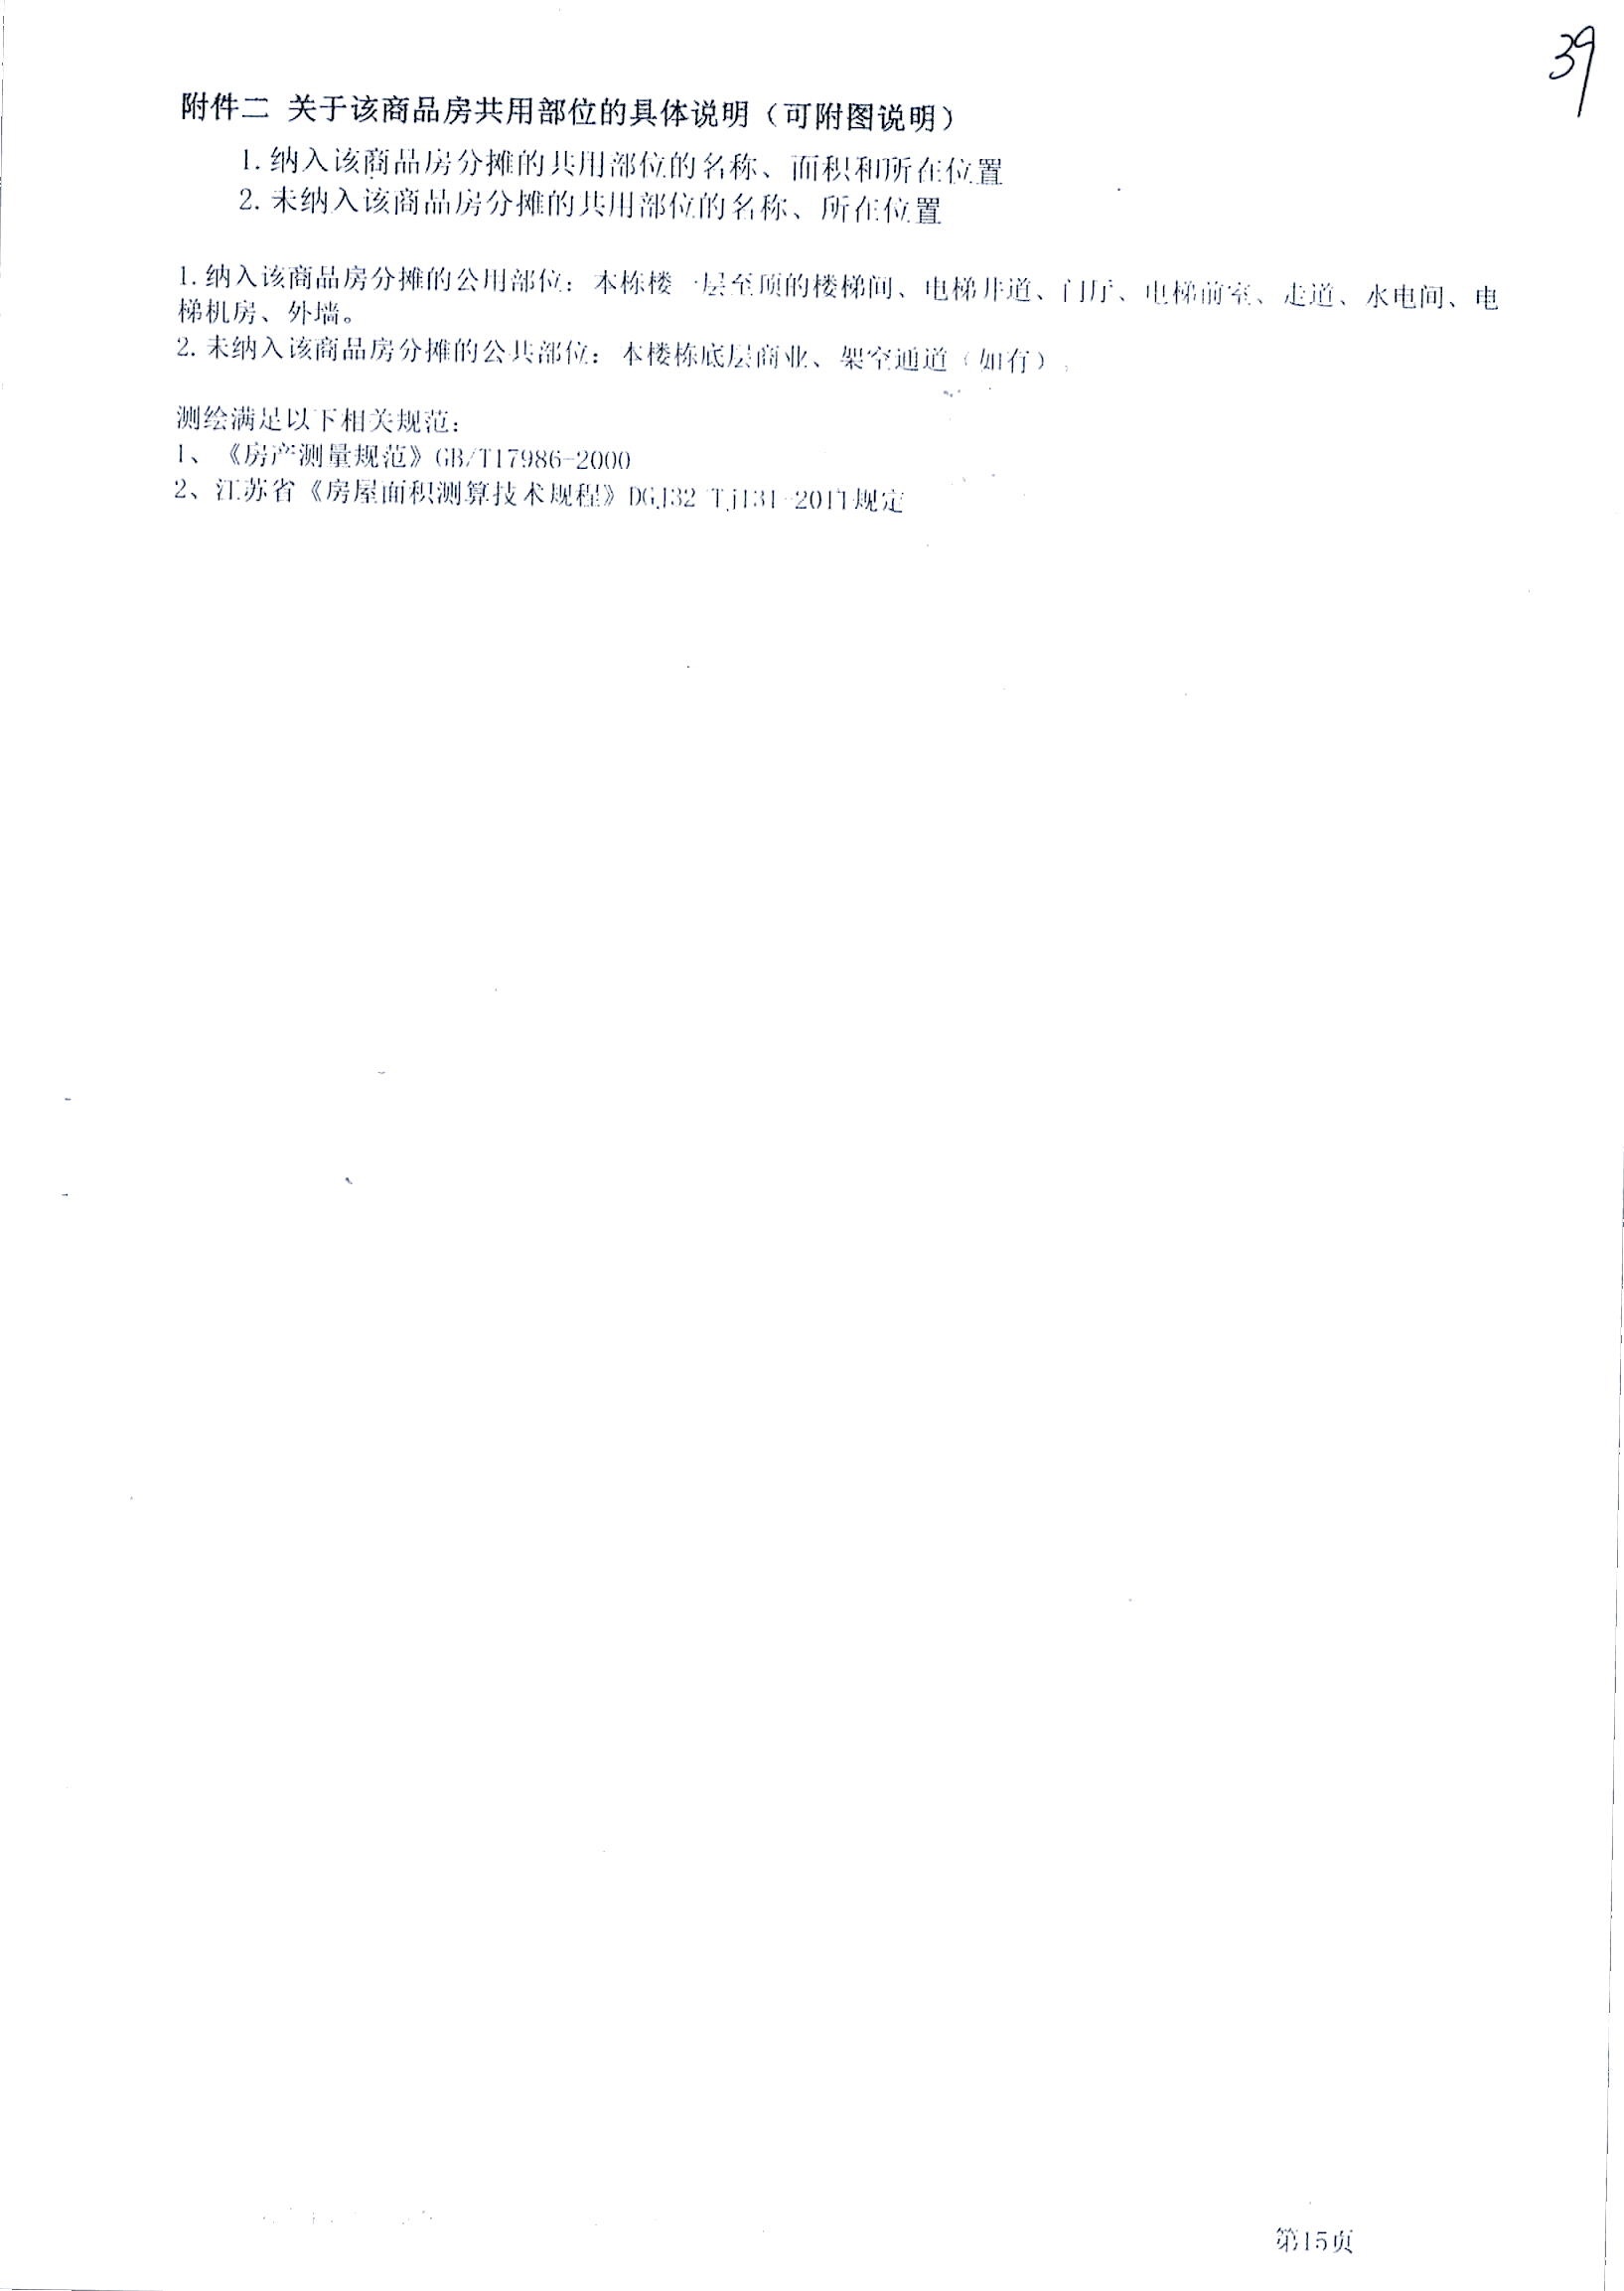 39
附件二 关于该商品房共用部位的具体说明（可附图说明）
1.纳入该商品房分摊的共用部位的名称、面积和所在位置
2.未纳入该商品房分摊的共用部位的名称、所在位置
1.纳入该商品房分摊的公用部位：本栋楼一层至顶的楼梯间、电梯井道、门厅、电梯前室、走道、水电间、电
梯机房、外墙。
2.未纳入该商品房分摊的公共部位：本楼栋底层商业、架空通道（如有）。
测绘满足以下相关规范：
1、《房产测量规范》GB/T17986-2000
2、江苏省《房屋面积测算技术规程》DGJ32 TJ131-2011规定
第15页